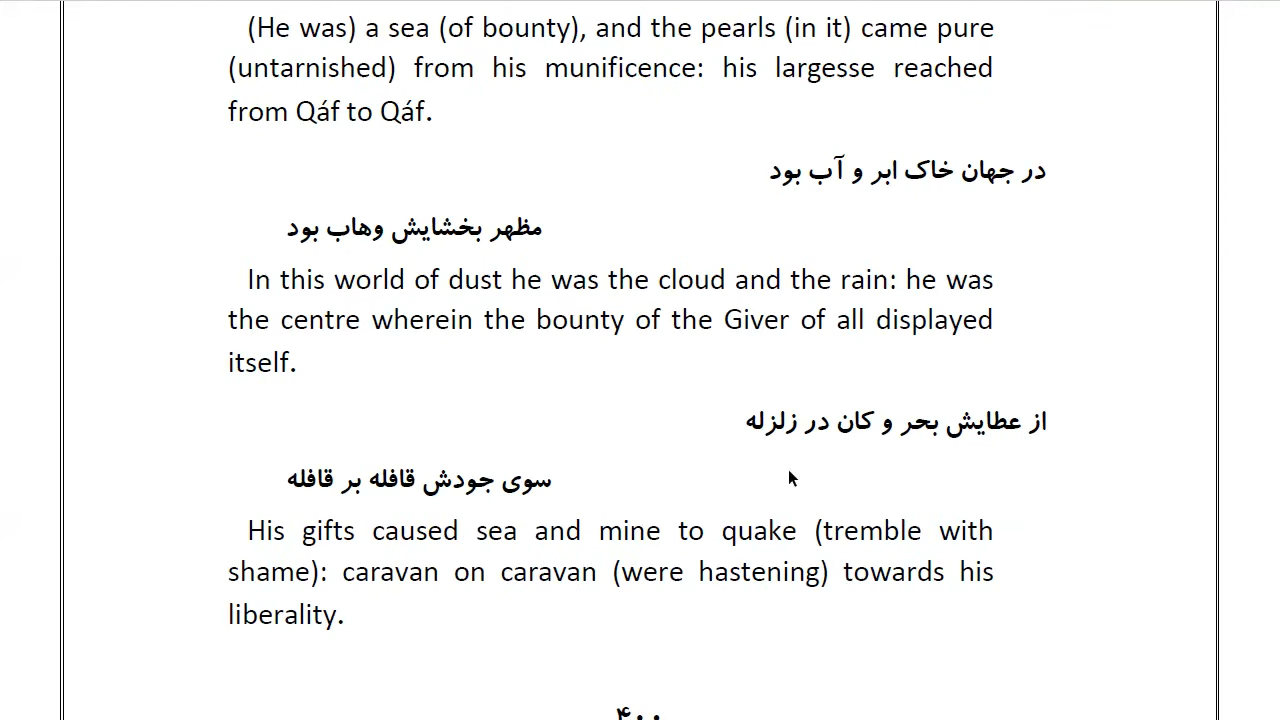 (He was) a sea (of bounty), and the pearls (in it) came pure
(untarnished) from his munificence: his largesse reached
from Qáf to Qáf.
در جهان خاک ابر و آب بود
مظهر بخشایش وهاب بود
In this world of dust he was the cloud and the rain: he was
the centre wherein the bounty of the Giver of all displayed
itself.
از عطایش بحر و کان در زلزله
سوی جودش قافله بر قافله
His gifts caused sea and mine to quake (tremble with
shame): caravan on caravan (were hastening) towards his
liberality.
۴۰۰